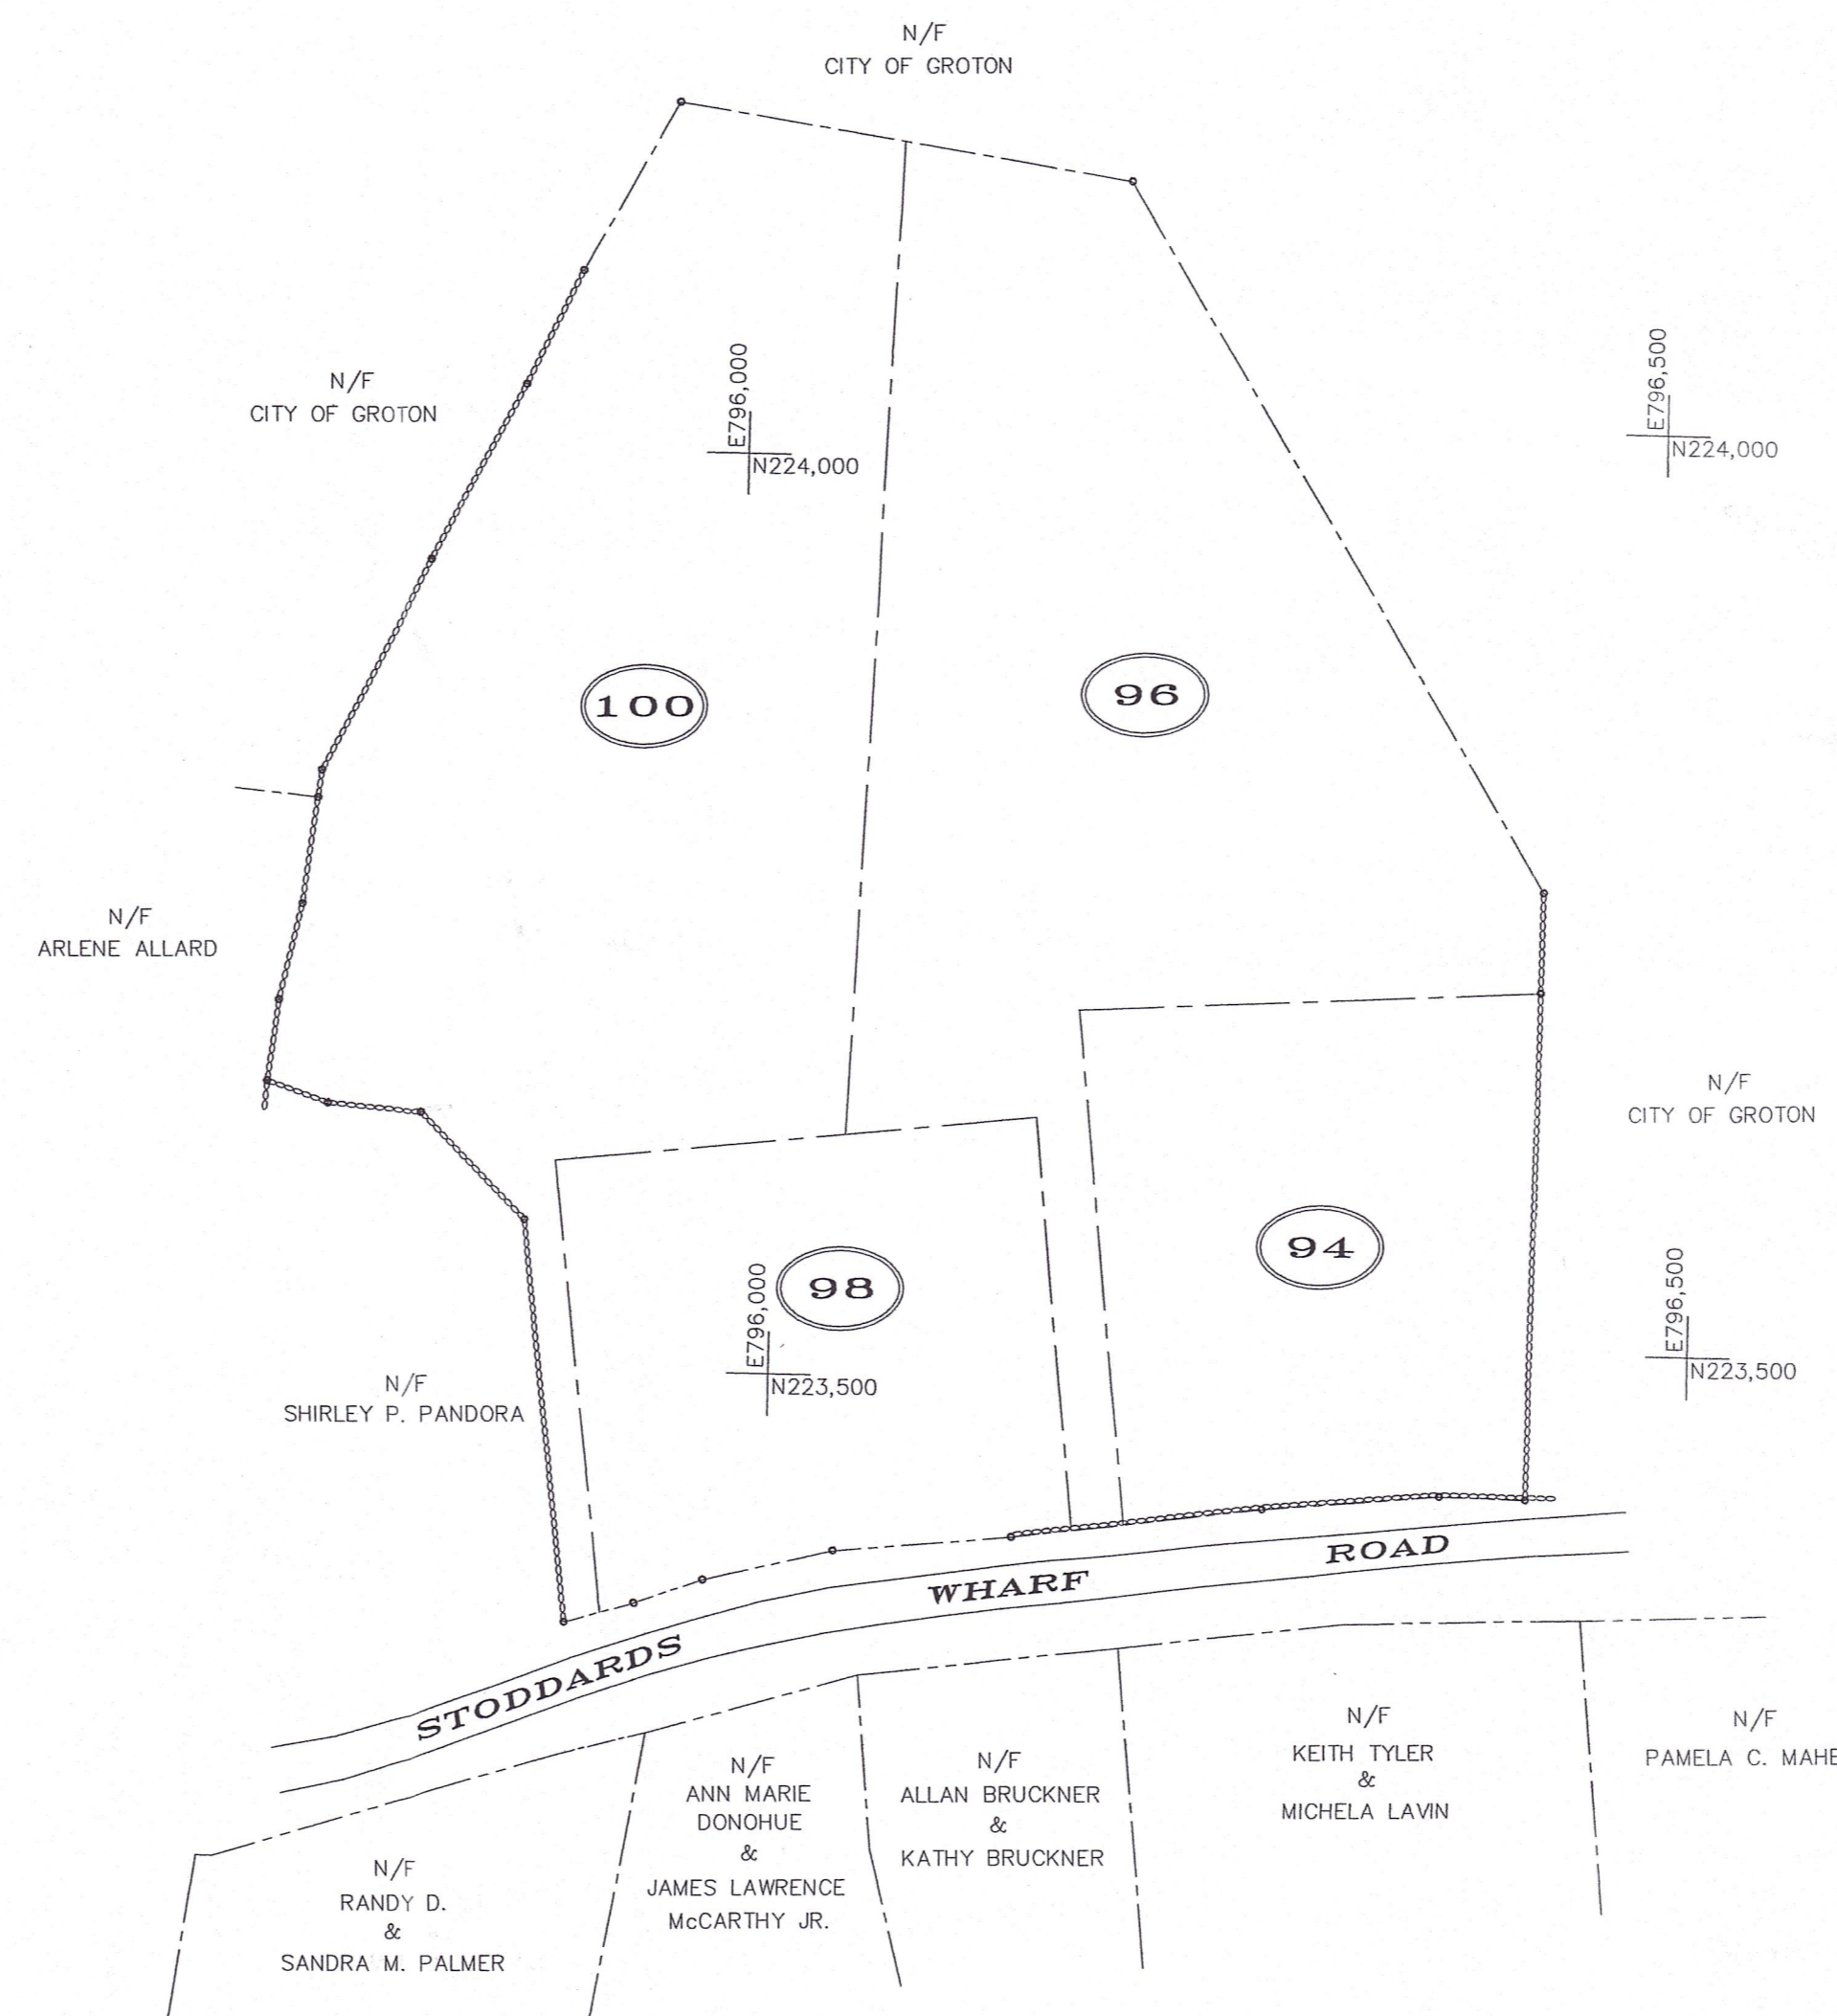 N/F
CITY OF GROTON
N/F
CITY OF GROTON
E796,000
N224,000
E796,500
N224,000
100
96
N/F
ARLENE ALLARD
N/F
CITY OF GROTON
98
94
E796,000
N223,500
E796,500
N223,500
N/F
SHIRLEY P. PANDORA
STODDARDS WHARF ROAD
N/F
RANDY D.
&
SANDRA M. PALMER
N/F
ANN MARIE
DONOHUE
&
JAMES LAWRENCE
McCARTHY JR.
N/F
ALLAN BRUCKNER
&
KATHY BRUCKNER
N/F
KEITH TYLER
&
MICHELA LAVIN
N/F
PAMELA C.